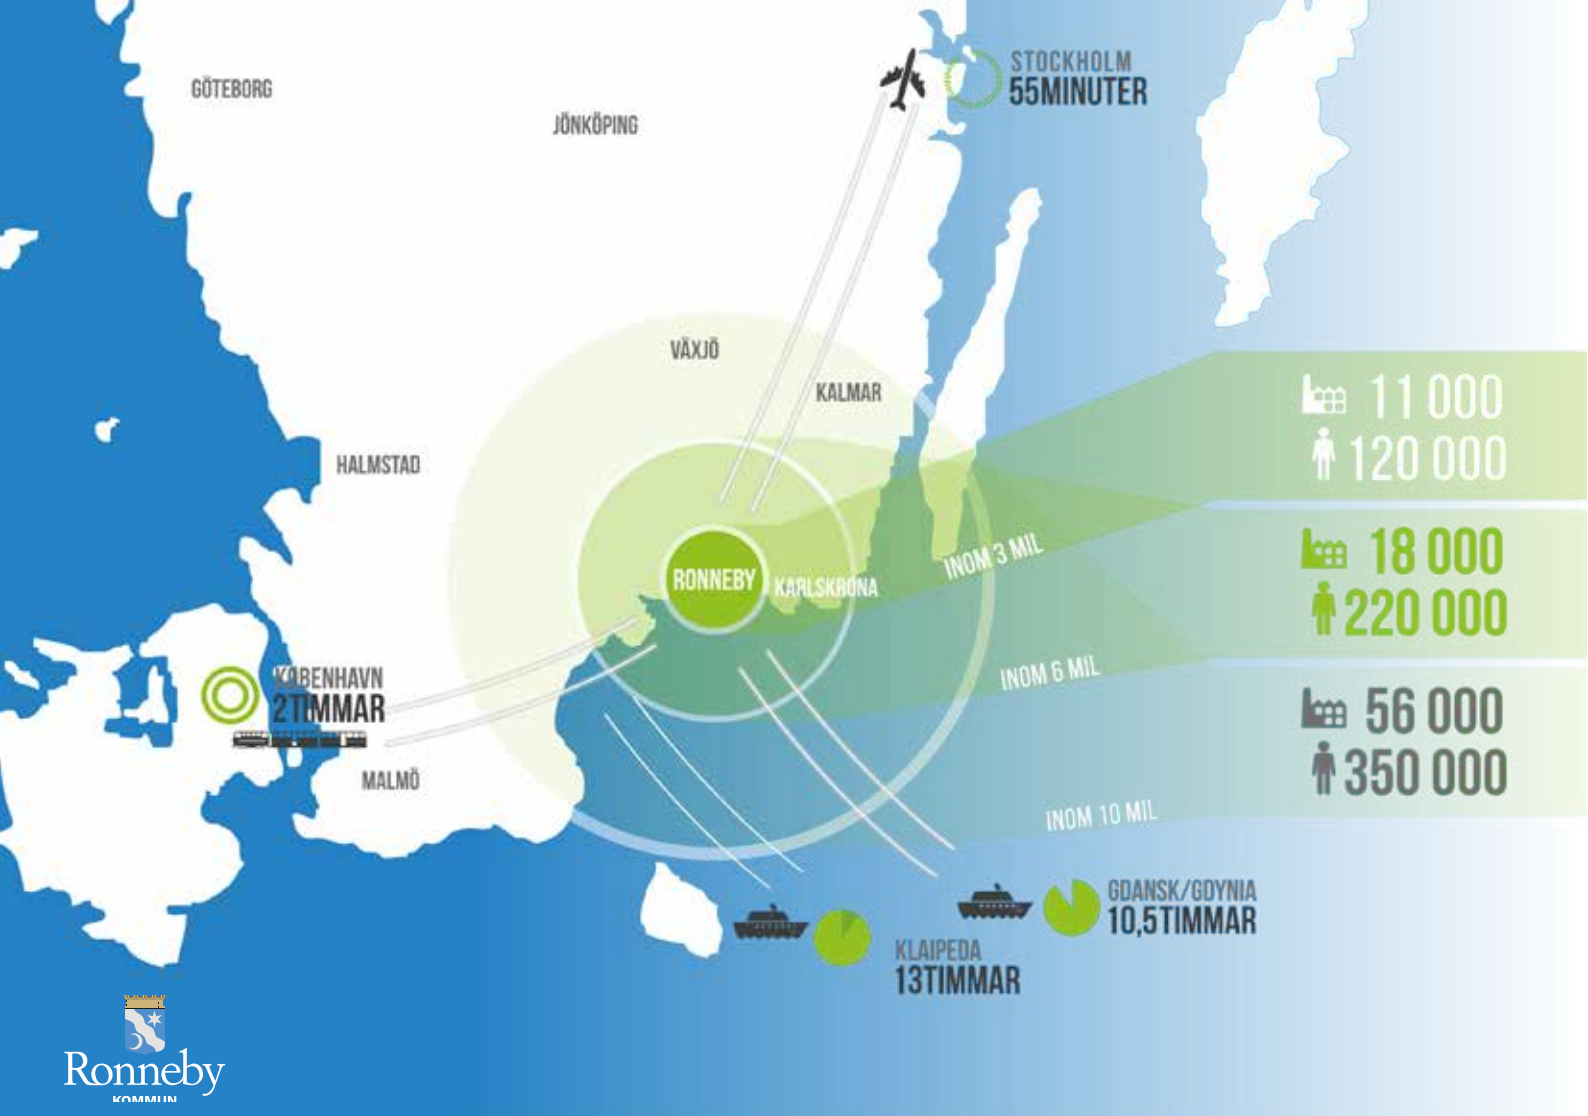 GÖTEBORG
JÖNKÖPING
STOCKHOLM
55MINUTER
VÄXJÖ
KALMAR
HALMSTAD
RONNEBY
KARLSKRONA
KØBENHAVN
2TIMMAR
MALMÖ
INOM 3 MIL
INOM 6 MIL
INOM 10 MIL
11 000
120 000
18 000
220 000
56 000
350 000
GDANSK/GDYNIA
10,5TIMMAR
KLAIPEDA
13TIMMAR
Ronneby
KOMMUN